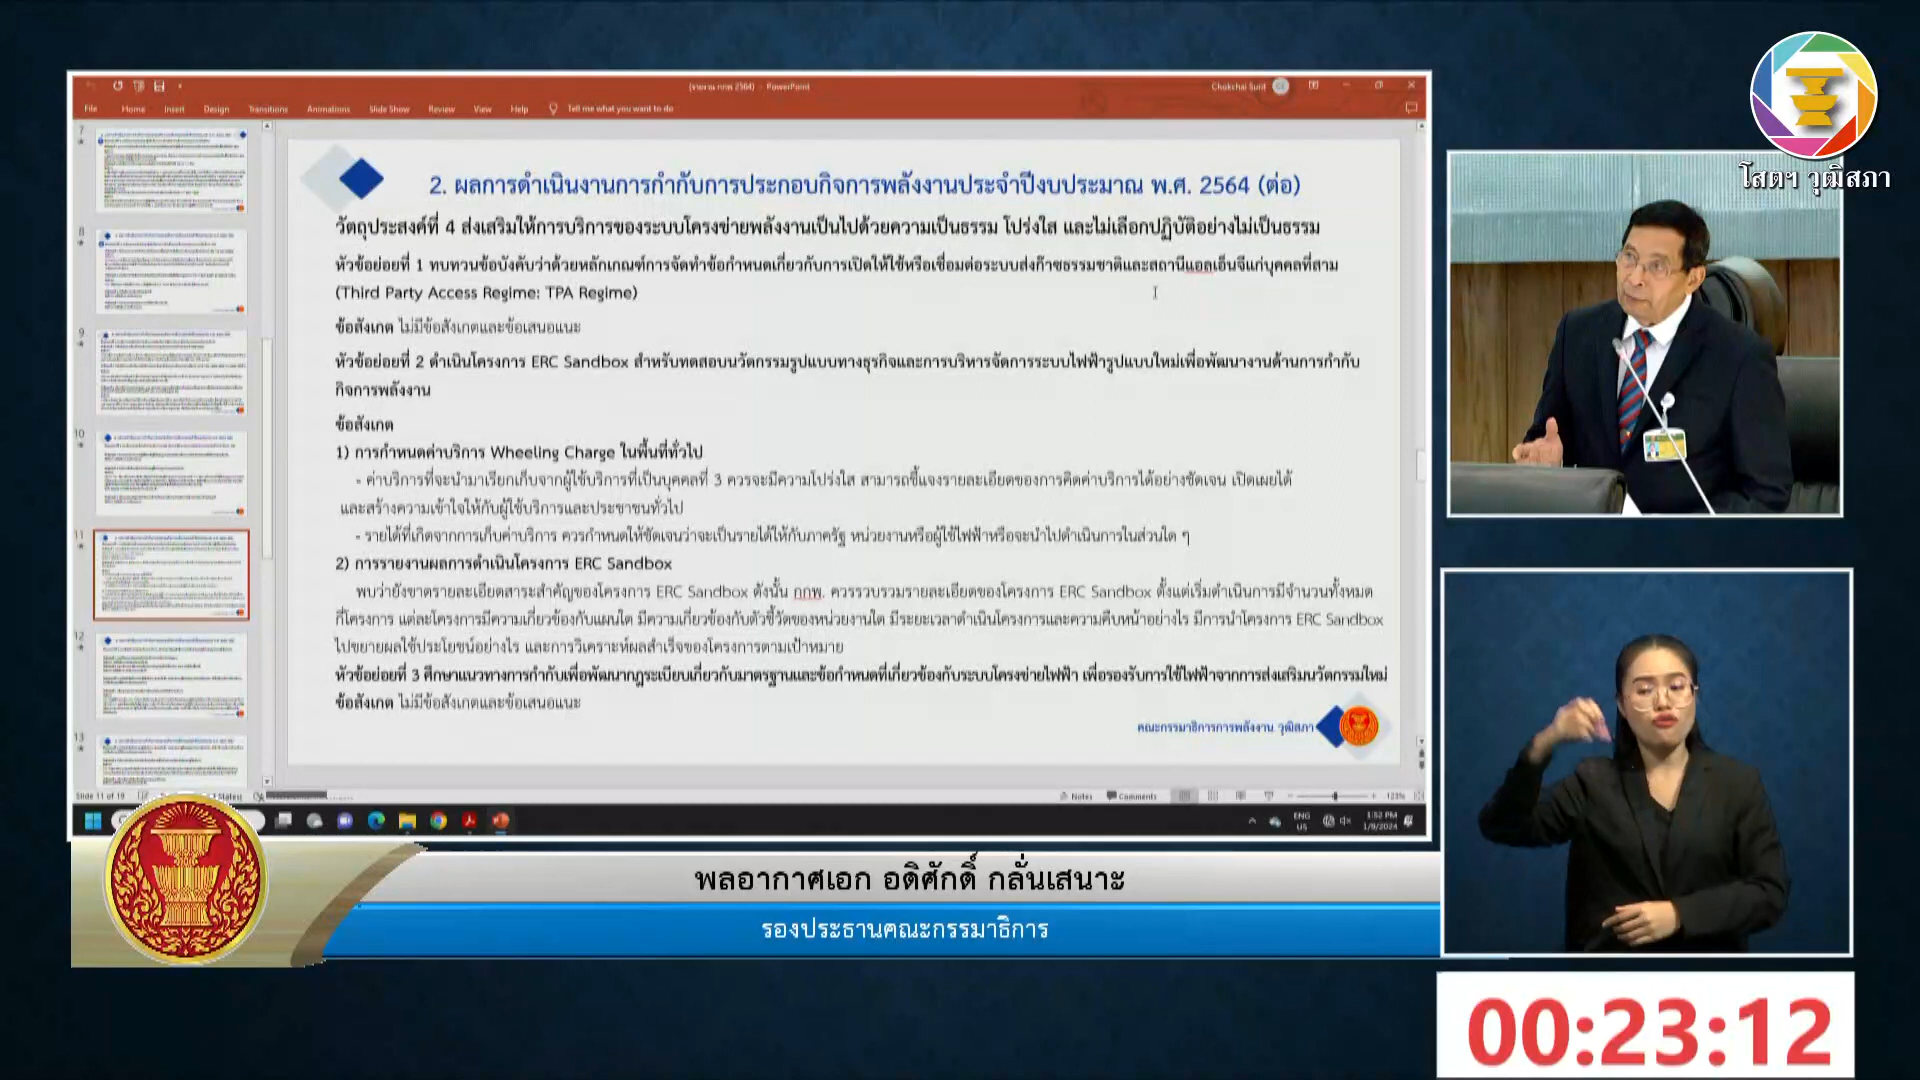 โสตฯ วุฒิสภา
(รายงาน กกพ 2564) - PowerPoint
Chokchai Surit
File Home Insert Design Transitions Animations Slide Show Review View Help Tell me what you want to do
7
8
9
10
11
12
13
2. ผลการดำเนินงานการกำกับการประกอบกิจการพลังงานประจำปีงบประมาณ พ.ศ. 2564 (ต่อ)
วัตถุประสงค์ที่ 4 ส่งเสริมให้การบริการของระบบโครงข่ายพลังงานเป็นไปด้วยความเป็นธรรม โปร่งใส และไม่เลือกปฏิบัติอย่างไม่เป็นธรรม
หัวข้อย่อยที่ 1 ทบทวนข้อบังคับว่าด้วยหลักเกณฑ์การจัดทำข้อกำหนดเกี่ยวกับการเปิดให้ใช้หรือเชื่อมต่อระบบส่งก๊าซธรรมชาติและสถานีแอลเอ็นจีแก่บุคคลที่สาม
(Third Party Access Regime: TPA Regime)
ข้อสังเกต ไม่มีข้อสังเกตและข้อเสนอแนะ
หัวข้อย่อยที่ 2 ดำเนินโครงการ ERC Sandbox สำหรับทดสอบนวัตกรรมรูปแบบทางธุรกิจและการบริหารจัดการระบบไฟฟ้ารูปแบบใหม่เพื่อพัฒนางานด้านการกำกับ
กิจการพลังงาน
ข้อสังเกต
1) การกำหนดค่าบริการ Wheeling Charge ในพื้นที่ทั่วไป
- ค่าบริการที่จะนำมาเรียกเก็บจากผู้ใช้บริการที่เป็นบุคคลที่ 3 ควรจะมีความโปร่งใส สามารถชี้แจงรายละเอียดของการคิดค่าบริการได้อย่างชัดเจน เปิดเผยได้
และสร้างความเข้าใจให้กับผู้ใช้บริการและประชาชนทั่วไป
- รายได้ที่เกิดจากการเก็บค่าบริการ ควรกำหนดให้ชัดเจนว่าจะเป็นรายได้ให้กับภาครัฐ หน่วยงานหรือผู้ใช้ไฟฟ้าหรือจะนำไปดำเนินการในส่วนใด ๆ
2) การรายงานผลการดำเนินโครงการ ERC Sandbox
พบว่ายังขาดรายละเอียดสาระสำคัญของโครงการ ERC Sandbox ดังนั้น กกพ. ควรรวบรวมรายละเอียดของโครงการ ERC Sandbox ตั้งแต่เริ่มดำเนินการมีจำนวนทั้งหมด
กี่โครงการ แต่ละโครงการมีความเกี่ยวข้องกับแผนใด มีความเกี่ยวข้องกับตัวชี้วัดของหน่วยงานใด มีระยะเวลาดำเนินโครงการและความคืบหน้าอย่างไร มีการนำโครงการ ERC Sandbox
ไปขยายผลใช้ประโยชน์อย่างไร และการวิเคราะห์ผลสำเร็จของโครงการตามเป้าหมาย
หัวข้อย่อยที่ 3 ศึกษาแนวทางการกำกับเพื่อพัฒนากฎระเบียบเกี่ยวกับมาตรฐานและข้อกำหนดที่เกี่ยวข้องกับระบบโครงข่ายไฟฟ้า เพื่อรองรับการใช้ไฟฟ้าจากการส่งเสริมนวัตกรรมใหม่
ข้อสังเกต ไม่มีข้อสังเกตและข้อเสนอแนะ
คณะกรรมาธิการการพลังงาน วุฒิสภา
Slide 11 of 19
Notes Comments 123%
ENG
US
1:52 PM
1/9/2024
พลอากาศเอก อดิศักดิ์ กลั่นเสนาะ
รองประธานคณะกรรมาธิการ
00:23:12